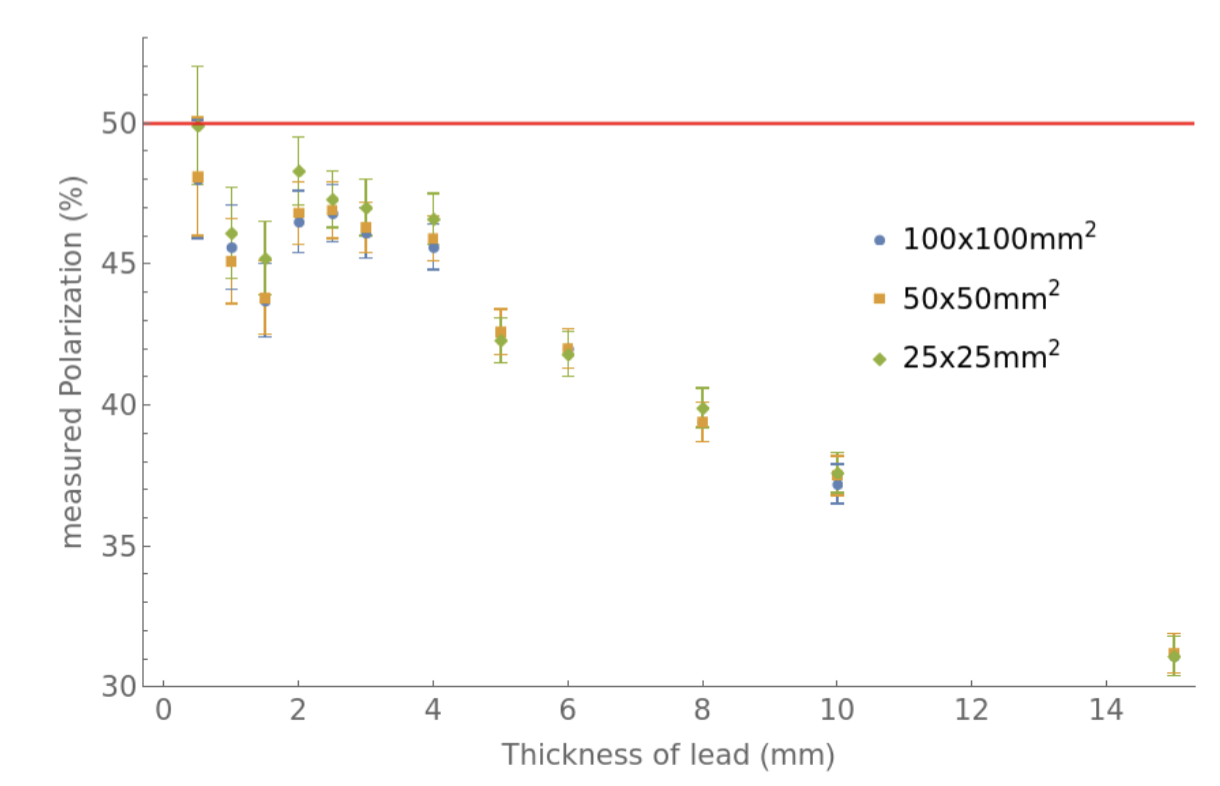 50
45
40
35
30
measured Polarization (%)
100x100mm²
50x50mm²
25x25mm²
0 2 4 6 8 10 12 14
Thickness of lead (mm)